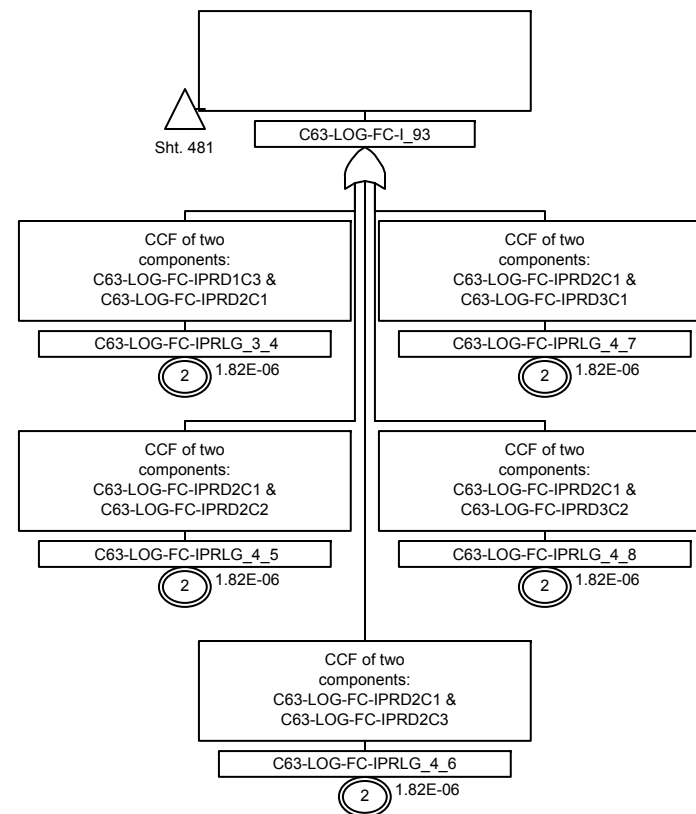 Sht. 481
C63-LOG-FC-I_93
CCF of two
components:
C63-LOG-FC-IPRD1C3 &
C63-LOG-FC-IPRD2C1
C63-LOG-FC-IPRLG_3_4
2
1.82E-06
CCF of two
components:
C63-LOG-FC-IPRD2C1 &
C63-LOG-FC-IPRD3C1
C63-LOG-FC-IPRLG_4_7
2
1.82E-06
CCF of two
components:
C63-LOG-FC-IPRD2C1 &
C63-LOG-FC-IPRD2C2
C63-LOG-FC-IPRLG_4_5
2
1.82E-06
CCF of two
components:
C63-LOG-FC-IPRD2C1 &
C63-LOG-FC-IPRD3C2
C63-LOG-FC-IPRLG_4_8
2
1.82E-06
CCF of two
components:
C63-LOG-FC-IPRD2C1 &
C63-LOG-FC-IPRD2C3
C63-LOG-FC-IPRLG_4_6
2
1.82E-06